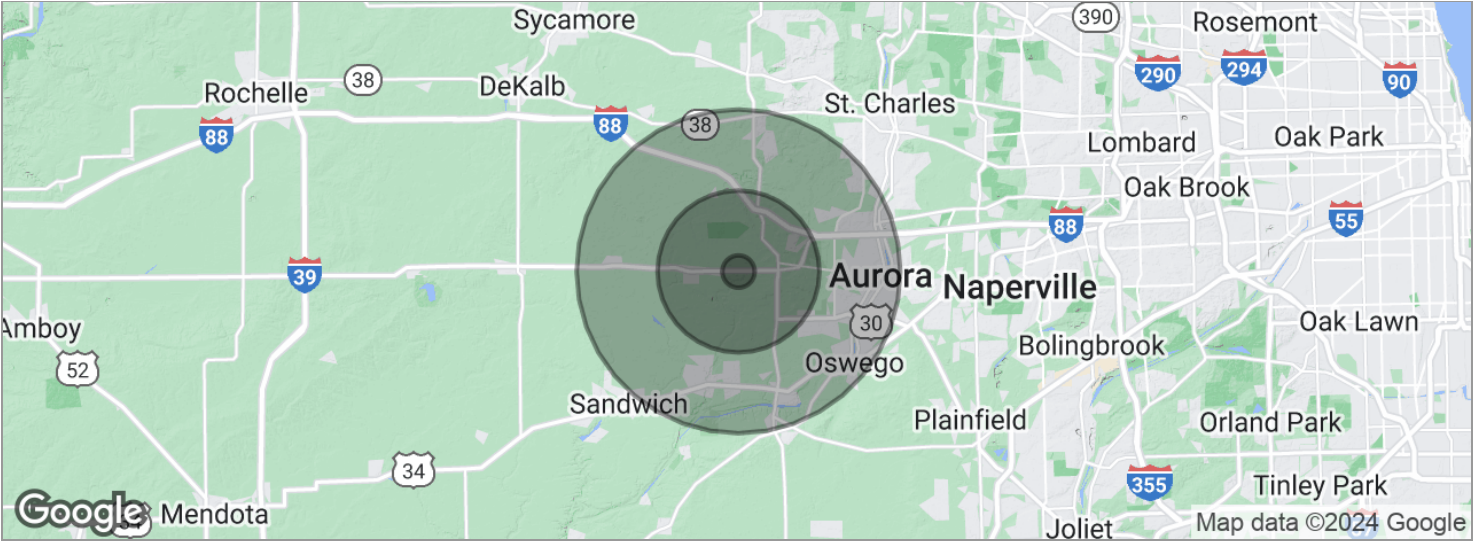 Sycamore
390
Rosemont
290
294
90
38
DeKalb
Rochelle
St. Charles
88
88
38
Lombard
Oak Park
Oak Brook
88
55
39
Aurora
Naperville
Amboy
30
Oak Lawn
52
Bolingbrook
Oswego
Sandwich
Plainfield
Orland Park
34
355
Tinley Park
Google
Mendota
Joliet
Map data ©2024 Google